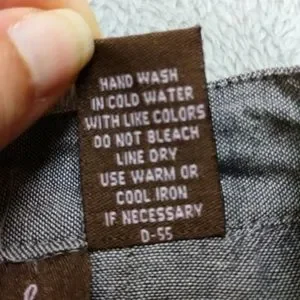 HAND WASH
IN COLD WATER
WITH LIKE COLORS
DO NOT BLEACH
LINE DRY
USE WARM OR
COOL IRON
IF NECESSARY
D-55